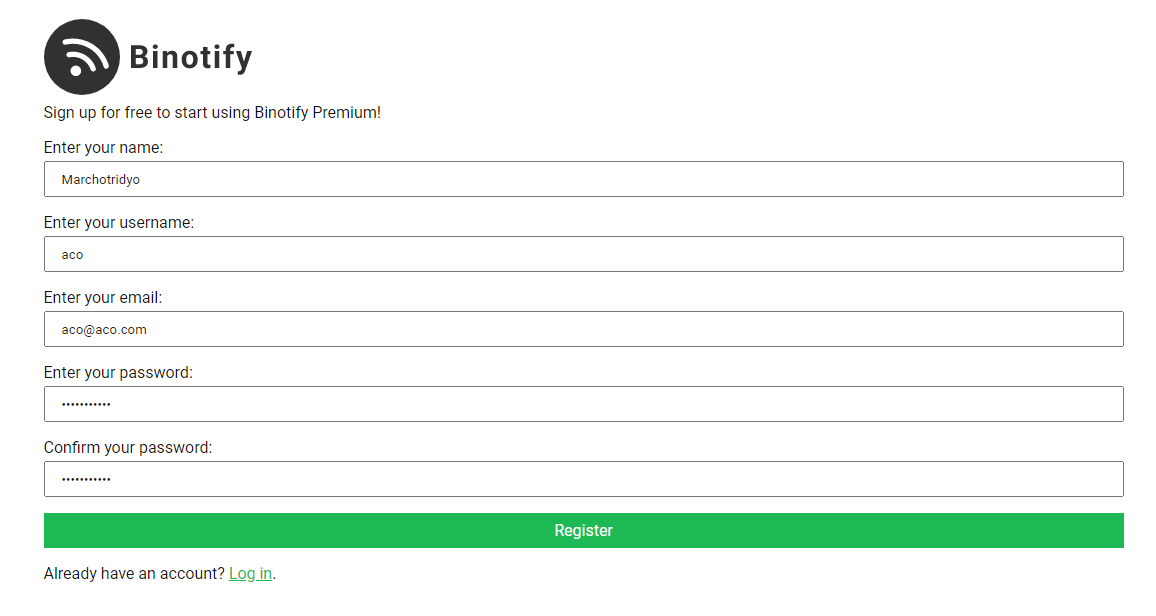 Binotify
Sign up for free to start using Binotify Premium!
Enter your name:
Marchotridyo
Enter your username:
aco
Enter your email:
aco@aco.com
Enter your password:
•••••••••••
Confirm your password:
•••••••••••
Register
Already have an account? Log in.